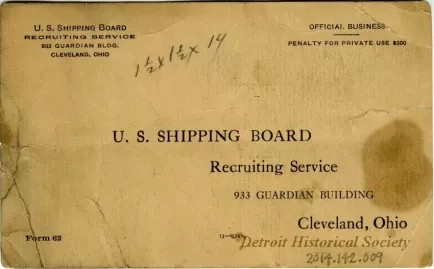 U. S. SHIPPING BOARD
RECRUITING SERVICE
933 GUARDIAN BLDG.
CLEVELAND, OHIO
OFFICIAL BUSINESS
PENALTY FOR PRIVATE USE $300
1½ x 1½ x 14
U. S. SHIPPING BOARD
Recruiting Service
933 GUARDIAN BUILDING
Cleveland, Ohio
Form 62
Detroit Historical Society
2014.142.009